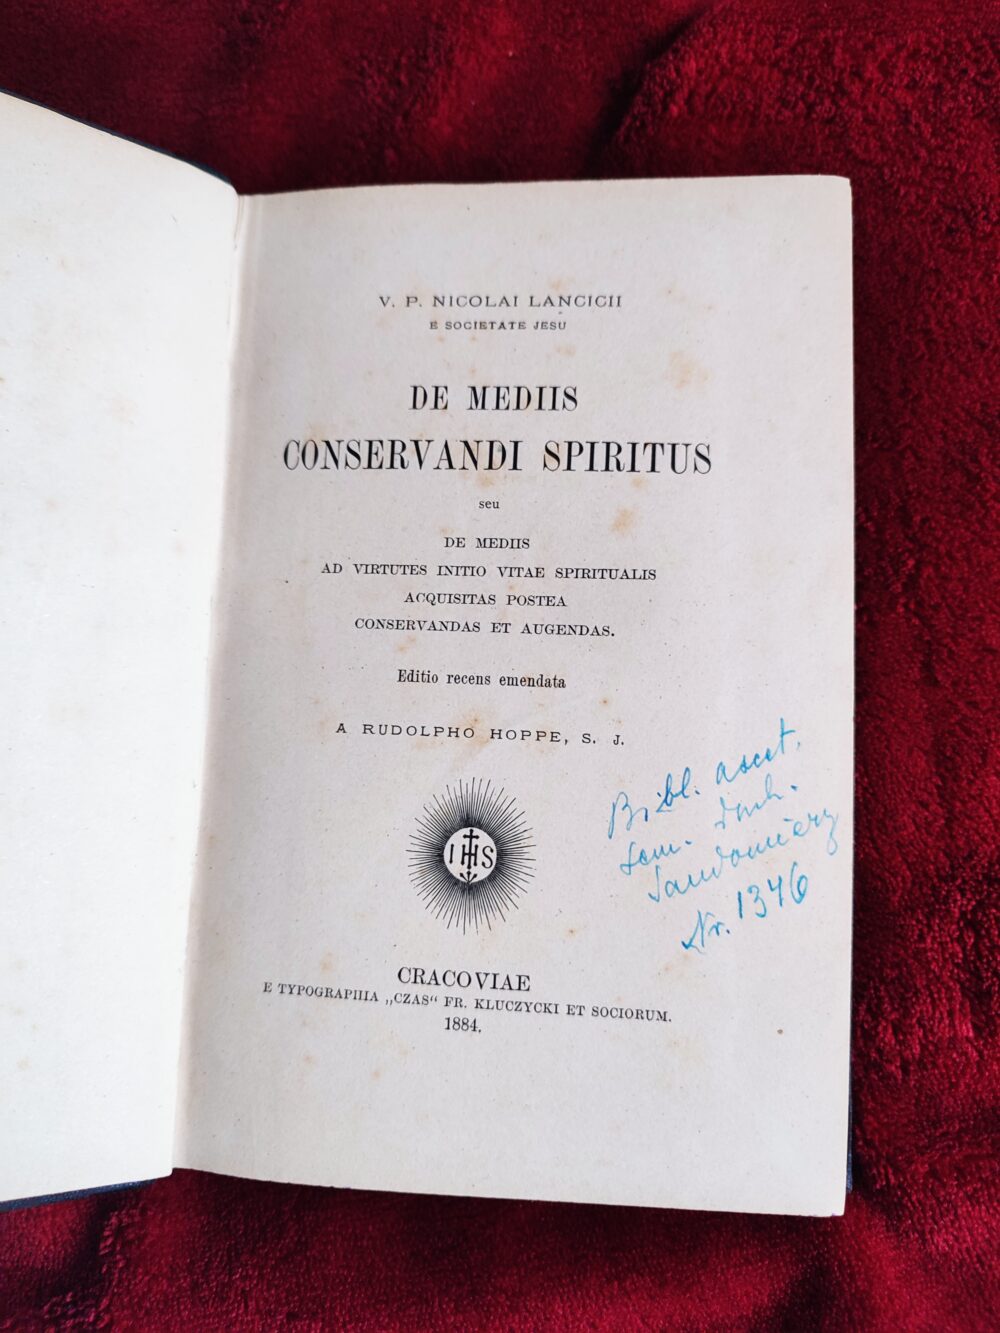 V. P. NICOLAI LANCICII
E SOCIETATE JESU
DE MEDIIS
CONSERVANDI SPIRITUS
seu
DE MEDIIS
AD VIRTUTES INITIO VITAE SPIRITUALIS
ACQUISITAS POSTEA
CONSERVANDAS ET AUGENDAS.
Editio recens emendata
A RUDOLPHO HOPPE, S. J.
IHS
Bibl. ascet.
sem. duch.
Sandomierz
Nr. 1346
CRACOVIAE
E TYPOGRAPHIA „CZAS“ FR. KLUCZYCKI ET SOCIORUM.
1884.